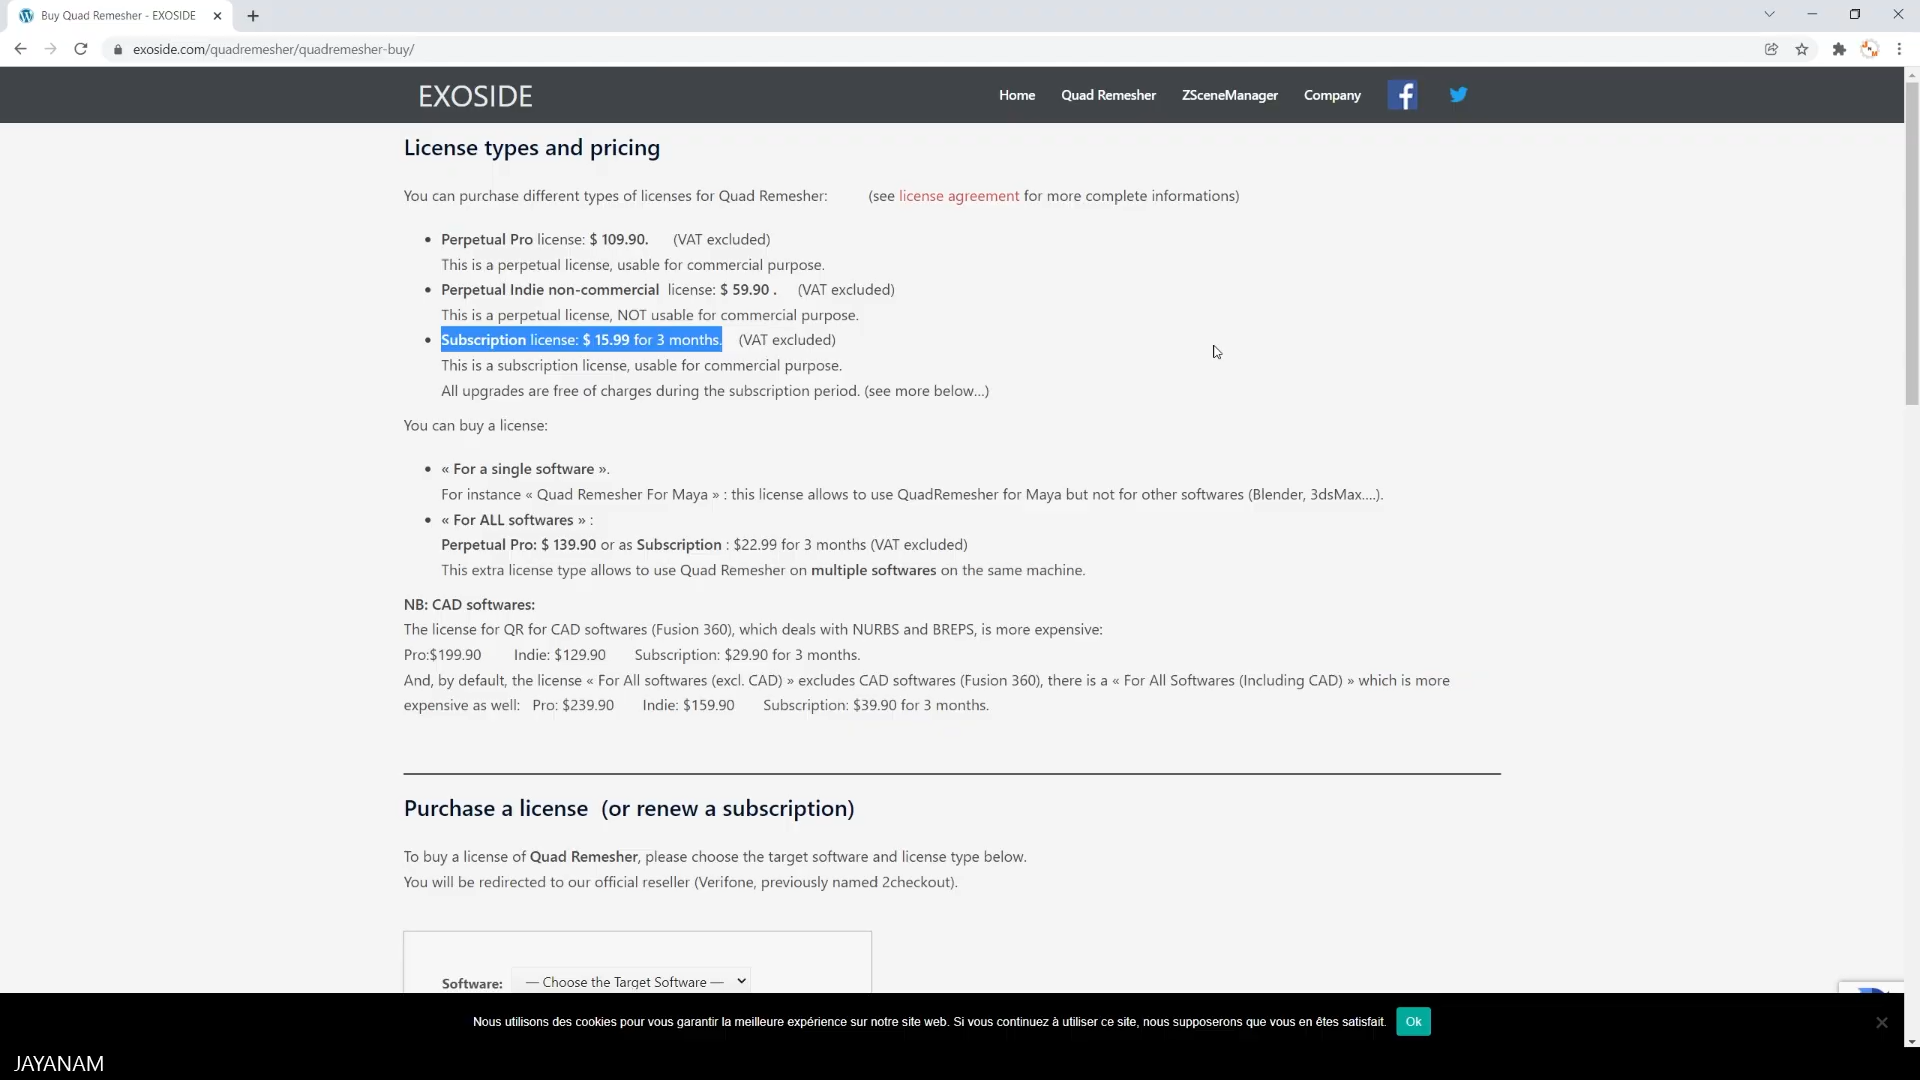 Buy Quad Remesher - EXOSIDE
exoside.com/quadremesher/quadremesher-buy/
EXOSIDE
Home Quad Remesher ZSceneManager Company
License types and pricing
You can purchase different types of licenses for Quad Remesher: (see license agreement for more complete informations)
• Perpetual Pro license: $ 109.90. (VAT excluded)
This is a perpetual license, usable for commercial purpose.
• Perpetual Indie non-commercial license: $ 59.90 . (VAT excluded)
This is a perpetual license, NOT usable for commercial purpose.
• Subscription license: $ 15.99 for 3 months. (VAT excluded)
This is a subscription license, usable for commercial purpose.
All upgrades are free of charges during the subscription period. (see more below...)
You can buy a license:
• « For a single software ».
For instance « Quad Remesher For Maya » : this license allows to use QuadRemesher for Maya but not for other softwares (Blender, 3dsMax....).
• « For ALL softwares » :
Perpetual Pro: $ 139.90 or as Subscription : $22.99 for 3 months (VAT excluded)
This extra license type allows to use Quad Remesher on multiple softwares on the same machine.
NB: CAD softwares:
The license for QR for CAD softwares (Fusion 360), which deals with NURBS and BREPS, is more expensive:
Pro:$199.90 Indie: $129.90 Subscription: $29.90 for 3 months.
And, by default, the license « For All softwares (excl. CAD) » excludes CAD softwares (Fusion 360), there is a « For All Softwares (Including CAD) » which is more
expensive as well: Pro: $239.90 Indie: $159.90 Subscription: $39.90 for 3 months.
Purchase a license (or renew a subscription)
To buy a license of Quad Remesher, please choose the target software and license type below.
You will be redirected to our official reseller (Verifone, previously named 2checkout).
Software: — Choose the Target Software —
Nous utilisons des cookies pour vous garantir la meilleure expérience sur notre site web. Si vous continuez à utiliser ce site, nous supposerons que vous en êtes satisfait. Ok
JAYANAM